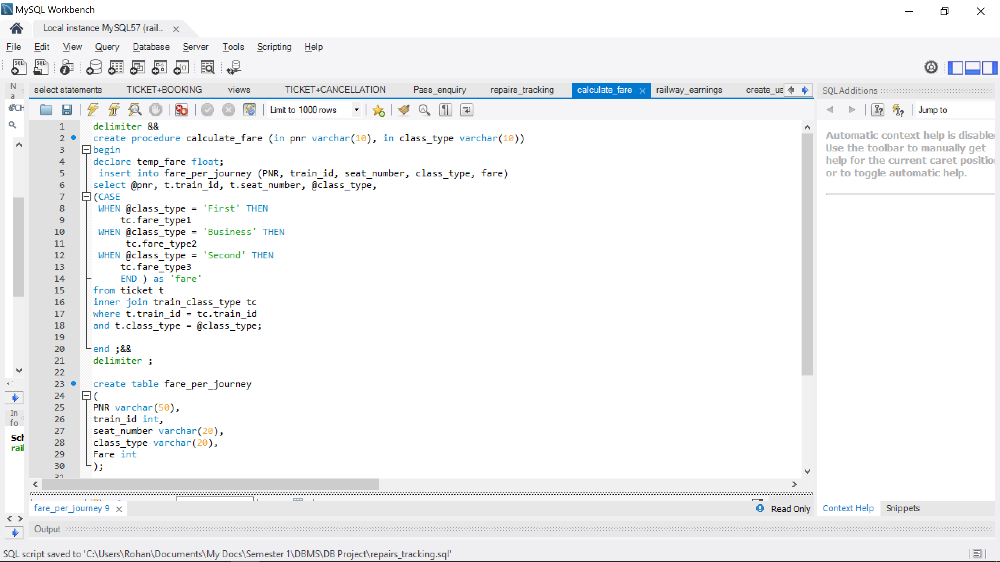 MySQL Workbench
Local instance MySQL57 (rail...
File Edit View Query Database Server Tools Scripting Help
select statements TICKET+BOOKING views TICKET+CANCELLATION Pass_enquiry repairs_tracking calculate_fare railway_earnings create_us
SQLAdditions
Na
SCH
Limit to 1000 rows
Jump to
1 delimiter &&
2 create procedure calculate_fare (in pnr varchar(10), in class_type varchar(10))
3 begin
4 declare temp_fare float;
5 insert into fare_per_journey (PNR, train_id, seat_number, class_type, fare)
6 select @pnr, t.train_id, t.seat_number, @class_type,
7 (CASE
8 WHEN @class_type = 'First' THEN
9 tc.fare_type1
10 WHEN @class_type = 'Business' THEN
11 tc.fare_type2
12 WHEN @class_type = 'Second' THEN
13 tc.fare_type3
14 END ) as 'fare'
15 from ticket t
16 inner join train_class_type tc
17 where t.train_id = tc.train_id
18 and t.class_type = @class_type;
19
20 end ;&&
21 delimiter ;
22
23 create table fare_per_journey
24 (
25 PNR varchar(50),
26 train_id int,
27 seat_number varchar(20),
28 class_type varchar(20),
29 Fare int
30 );
31
Automatic context help is disabled
Use the toolbar to manually get
help for the current caret position
or to toggle automatic help.
Info
Sch
rail
fare_per_journey 9
Read Only
Context Help Snippets
Output
SQL script saved to 'C:\Users\Rohan\Documents\My Docs\Semester 1\DBMS\DB Project\repairs_tracking.sql'